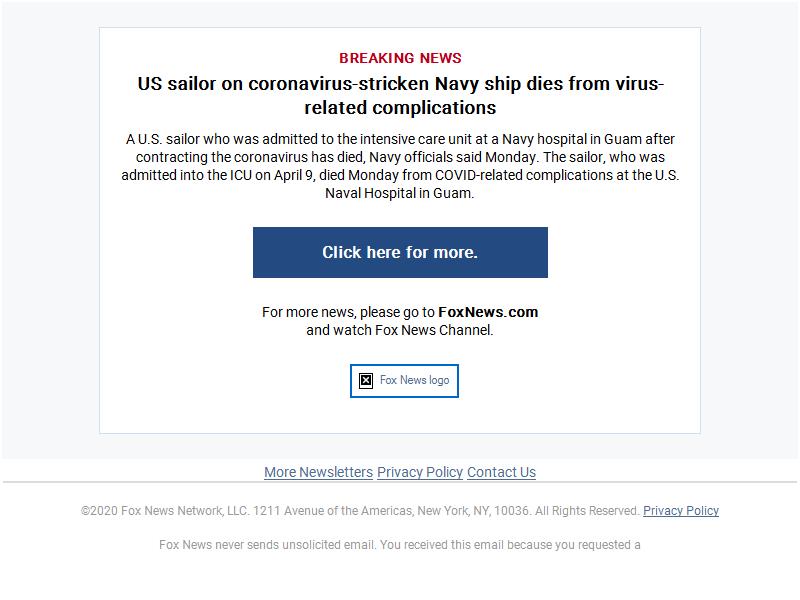 BREAKING NEWS
US sailor on coronavirus-stricken Navy ship dies from virus-
related complications
A U.S. sailor who was admitted to the intensive care unit at a Navy hospital in Guam after
contracting the coronavirus has died, Navy officials said Monday. The sailor, who was
admitted into the ICU on April 9, died Monday from COVID-related complications at the U.S.
Naval Hospital in Guam.
Click here for more.
For more news, please go to FoxNews.com
and watch Fox News Channel.
Fox News logo
More Newsletters Privacy Policy Contact Us
©2020 Fox News Network, LLC. 1211 Avenue of the Americas, New York, NY, 10036. All Rights Reserved. Privacy Policy
Fox News never sends unsolicited email. You received this email because you requested a